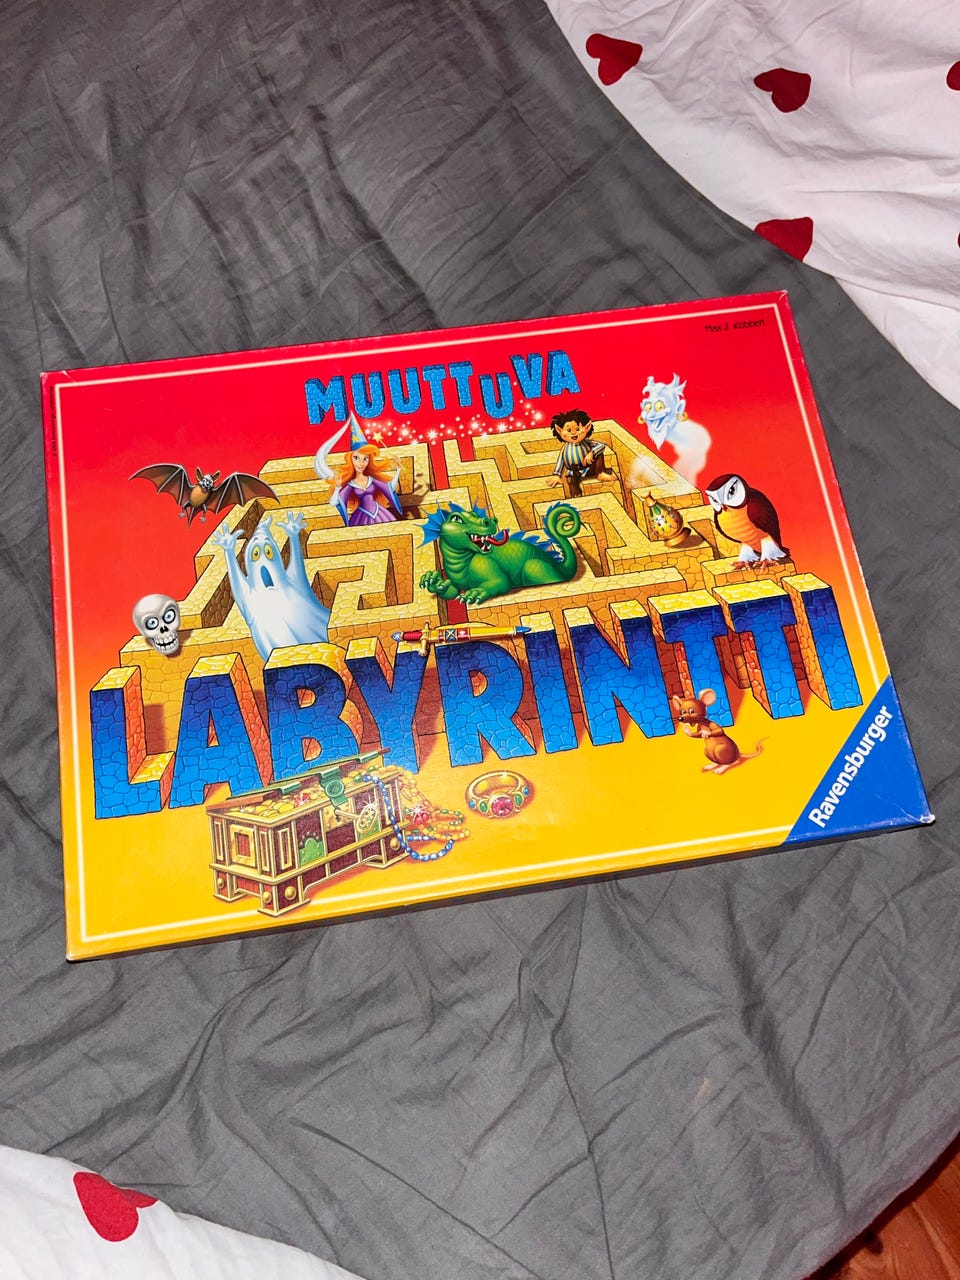 Max J. Kobbert
MUUTTUVA
LABYRINTTI
Ravensburger